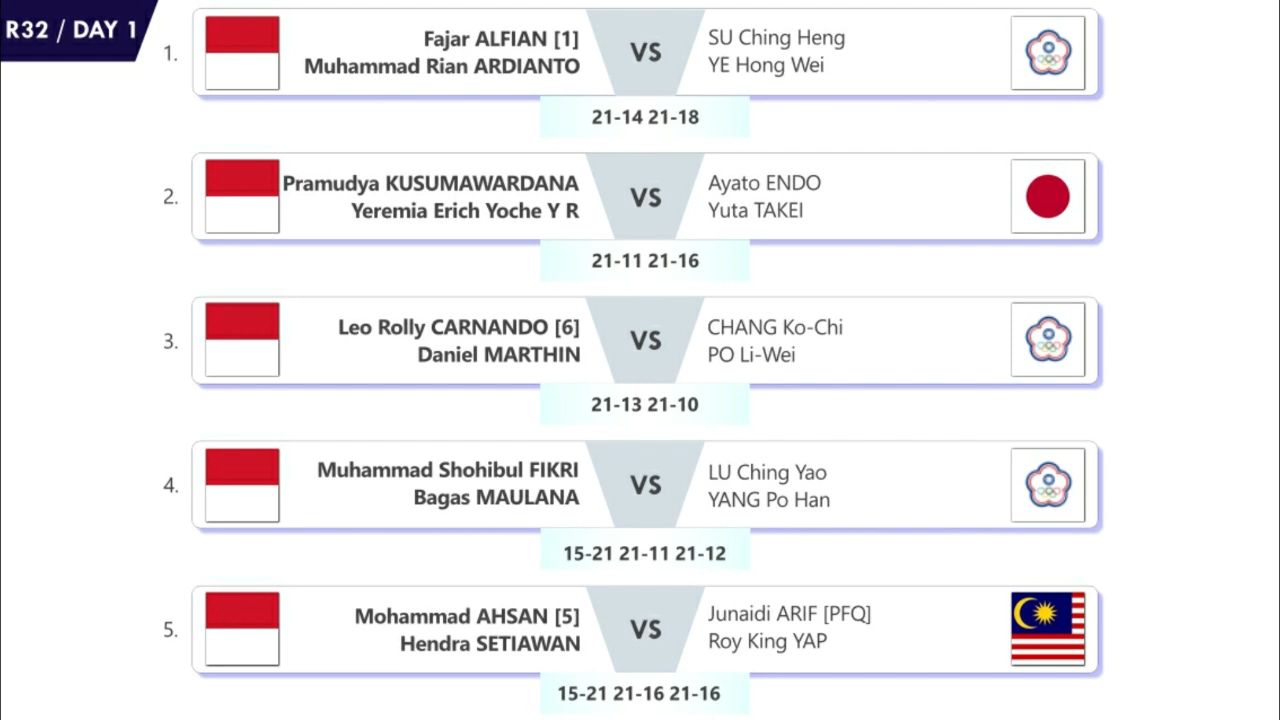 R32 / DAY 1
1.
Fajar ALFIAN [1]
Muhammad Rian ARDIANTO
VS
SU Ching Heng
YE Hong Wei
21-14 21-18
2.
Pramudya KUSUMAWARDANA
Yeremia Erich Yoche Y R
VS
Ayato ENDO
Yuta TAKEI
21-11 21-16
3.
Leo Rolly CARNANDO [6]
Daniel MARTHIN
VS
CHANG Ko-Chi
PO Li-Wei
21-13 21-10
4.
Muhammad Shohibul FIKRI
Bagas MAULANA
VS
LU Ching Yao
YANG Po Han
15-21 21-11 21-12
5.
Mohammad AHSAN [5]
Hendra SETIAWAN
VS
Junaidi ARIF [PFQ]
Roy King YAP
15-21 21-16 21-16